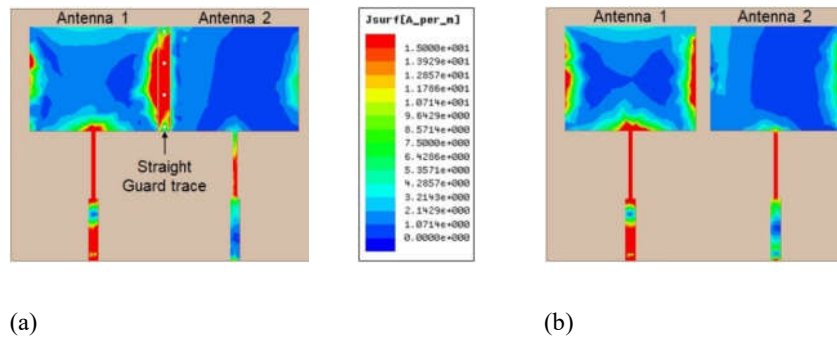 Antenna 1 Antenna 2
Straight
Guard trace
(a)
Jsurf[A_per_m]
1.5000e+001
1.3929e+001
1.2857e+001
1.1786e+001
1.0714e+001
9.6429e+000
8.5714e+000
7.5000e+000
6.4286e+000
5.3571e+000
4.2857e+000
3.2143e+000
2.1429e+000
1.0714e+000
0.0000e+000
Antenna 1 Antenna 2
(b)